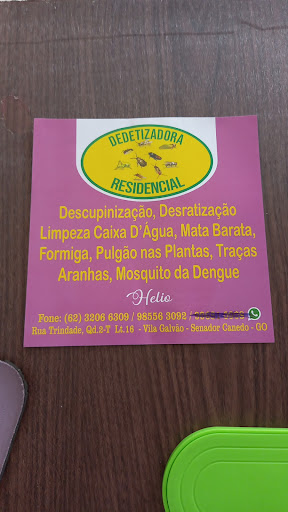 DEDETIZADORA
RESIDENCIAL
Descupinização, Desratização
Limpeza Caixa D'Água, Mata Barata,
Formiga, Pulgão nas Plantas, Traças
Aranhas, Mosquito da Dengue
Helio
Fone: (62) 3206 6309 / 98556 3092 /
Rua Trindade, Qd.2-T Lt.16 - Vila Galvão - Senador Canedo - GO